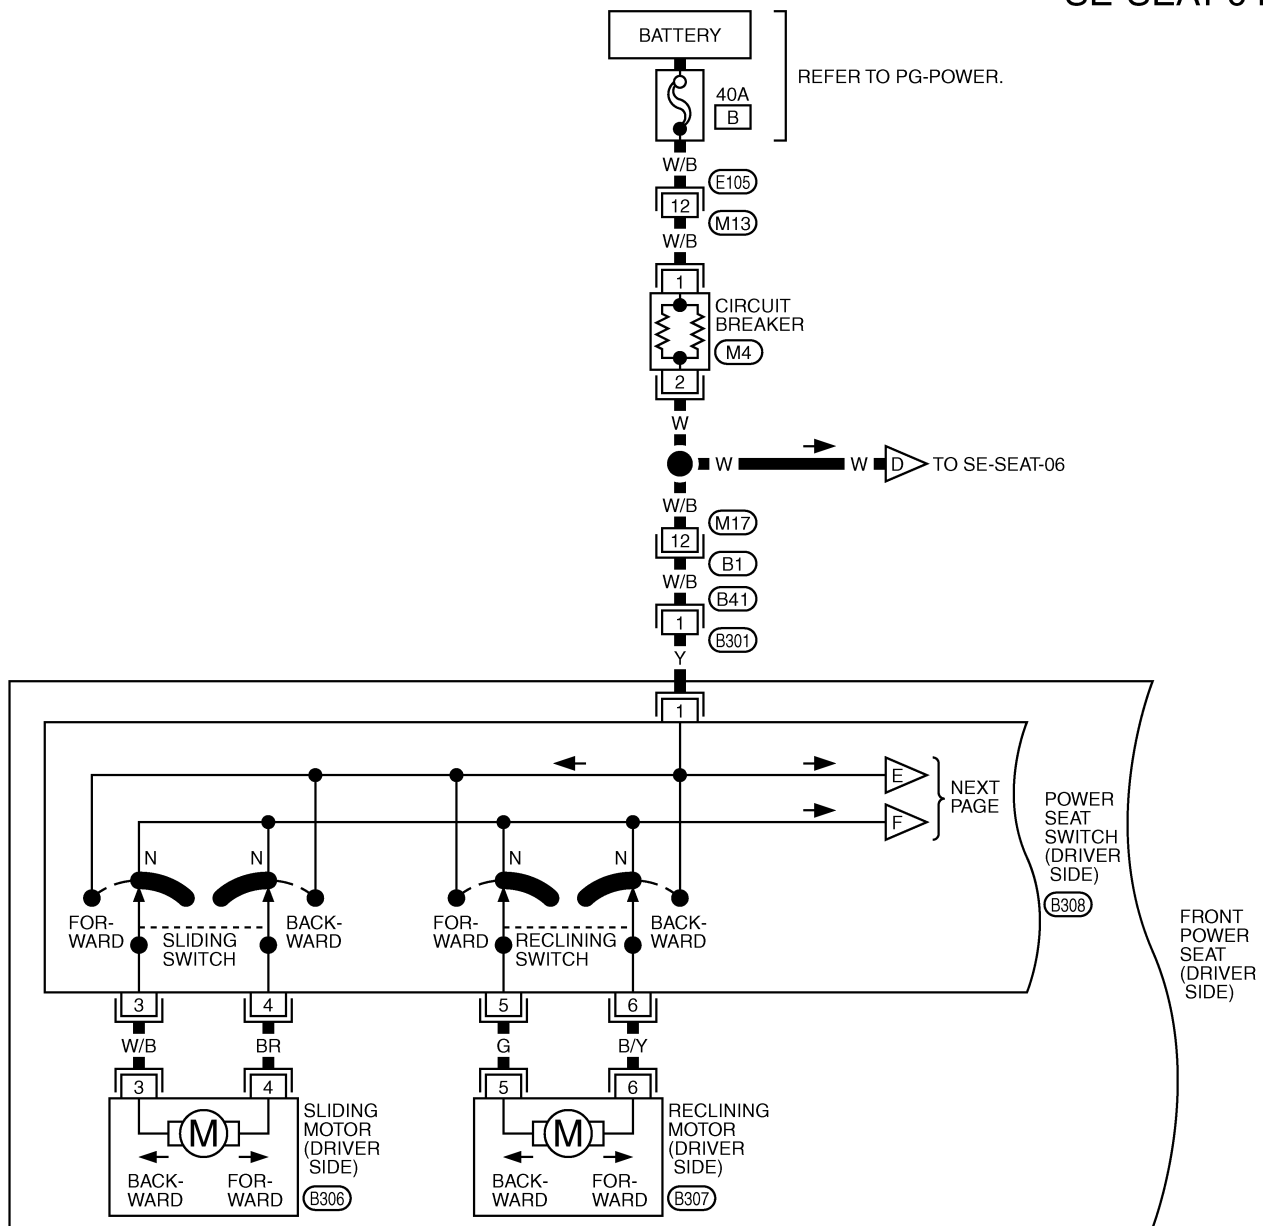 BATTERY
REFER TO PG-POWER.
40A
B
W/B
E105
12
M13
W/B
1
CIRCUIT
BREAKER
M4
2
W
W
W
D
TO SE-SEAT-06
W/B
M17
12
B1
W/B
B41
1
B301
Y
1
E
NEXT
PAGE
F
POWER
SEAT
SWITCH
(DRIVER
SIDE)
B308
N
N
N
N
FOR-
WARD
SLIDING
SWITCH
BACK-
WARD
FOR-
WARD
RECLINING
SWITCH
BACK-
WARD
FRONT
POWER
SEAT
(DRIVER
SIDE)
3
4
5
6
W/B
BR
G
B/Y
3
4
5
6
M
SLIDING
MOTOR
(DRIVER
SIDE)
B306
BACK-
WARD
FOR-
WARD
M
RECLINING
MOTOR
(DRIVER
SIDE)
B307
BACK-
WARD
FOR-
WARD